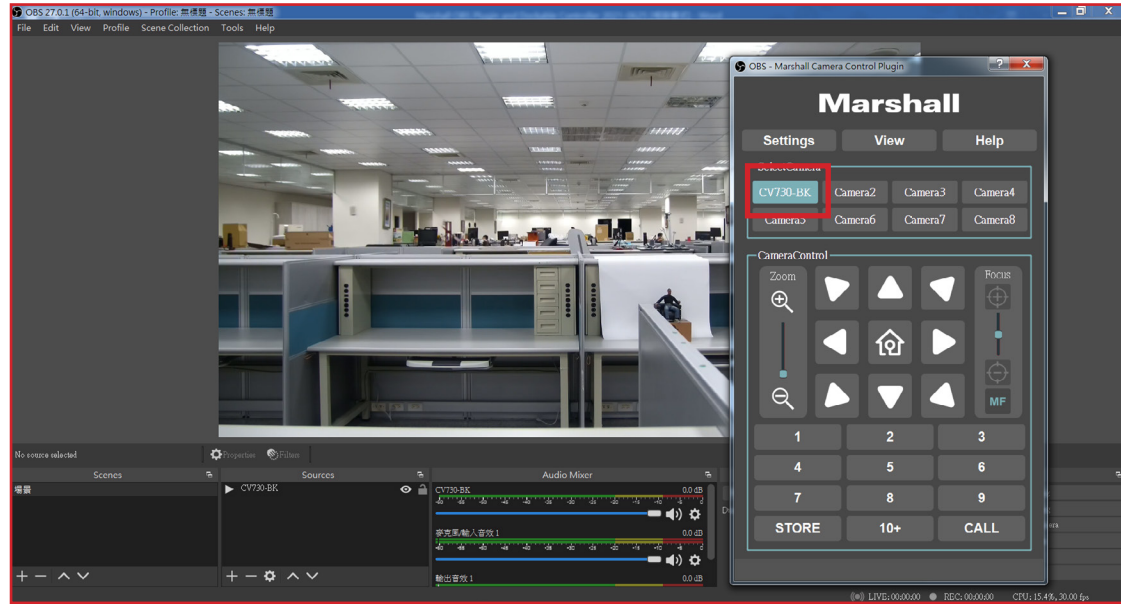 OBS 27.0.1 (64-bit, windows) - Profile: 無標題 - Scenes: 無標題
File Edit View Profile Scene Collection Tools Help
OBS - Marshall Camera Control Plugin
Marshall
Settings View Help
SelectCamera
CV730-BK Camera2 Camera3 Camera4
Camera5 Camera6 Camera7 Camera8
CameraControl
Zoom Focus
MF
1 2 3
4 5 6
7 8 9
STORE 10+ CALL
No source selected Properties Filters
Scenes Sources Audio Mixer
場景 CV730-BK
CV730-BK 0.0 dB
麥克風/輸入音效 1 0.0 dB
輸出音效 1 0.0 dB
LIVE: 00:00:00 REC: 00:00:00 CPU: 15.4%, 30.00 fps